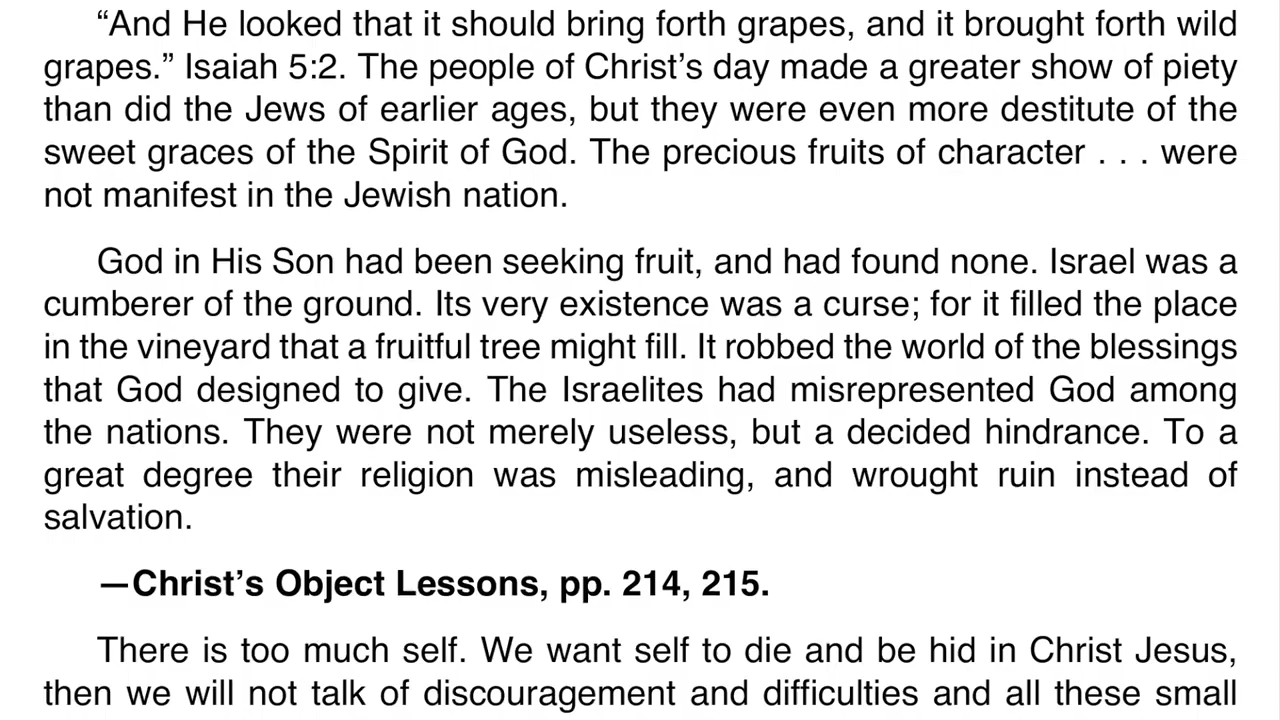 “And He looked that it should bring forth grapes, and it brought forth wild
grapes.” Isaiah 5:2. The people of Christ’s day made a greater show of piety
than did the Jews of earlier ages, but they were even more destitute of the
sweet graces of the Spirit of God. The precious fruits of character . . . were
not manifest in the Jewish nation.
God in His Son had been seeking fruit, and had found none. Israel was a
cumberer of the ground. Its very existence was a curse; for it filled the place
in the vineyard that a fruitful tree might fill. It robbed the world of the blessings
that God designed to give. The Israelites had misrepresented God among
the nations. They were not merely useless, but a decided hindrance. To a
great degree their religion was misleading, and wrought ruin instead of
salvation.
—Christ’s Object Lessons, pp. 214, 215.
There is too much self. We want self to die and be hid in Christ Jesus,
then we will not talk of discouragement and difficulties and all these small